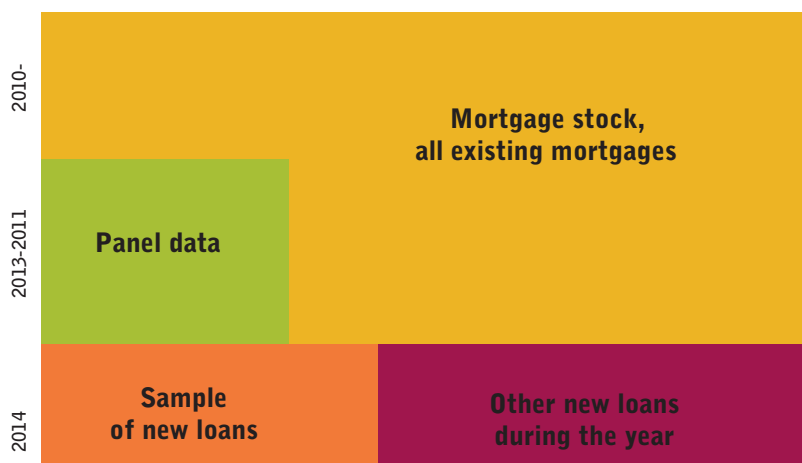 2010-
Mortgage stock,
all existing mortgages
2013-2011
Panel data
2014
Sample
of new loans
Other new loans
during the year